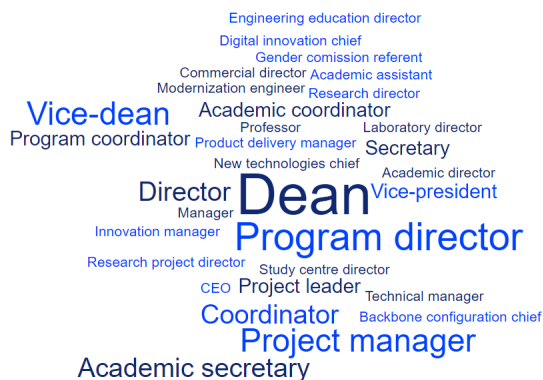 Engineering education director
Digital innovation chief
Gender comission referent
Commercial director Academic assistant
Modernization engineer Research director
Vice-dean Academic coordinator
Professor Laboratory director
Program coordinator Product delivery manager Secretary
New technologies chief
Academic director
Director Dean Vice-president
Manager
Innovation manager Program director
Research project director
Study centre director
CEO Project leader
Technical manager
Coordinator Backbone configuration chief
Project manager
Academic secretary